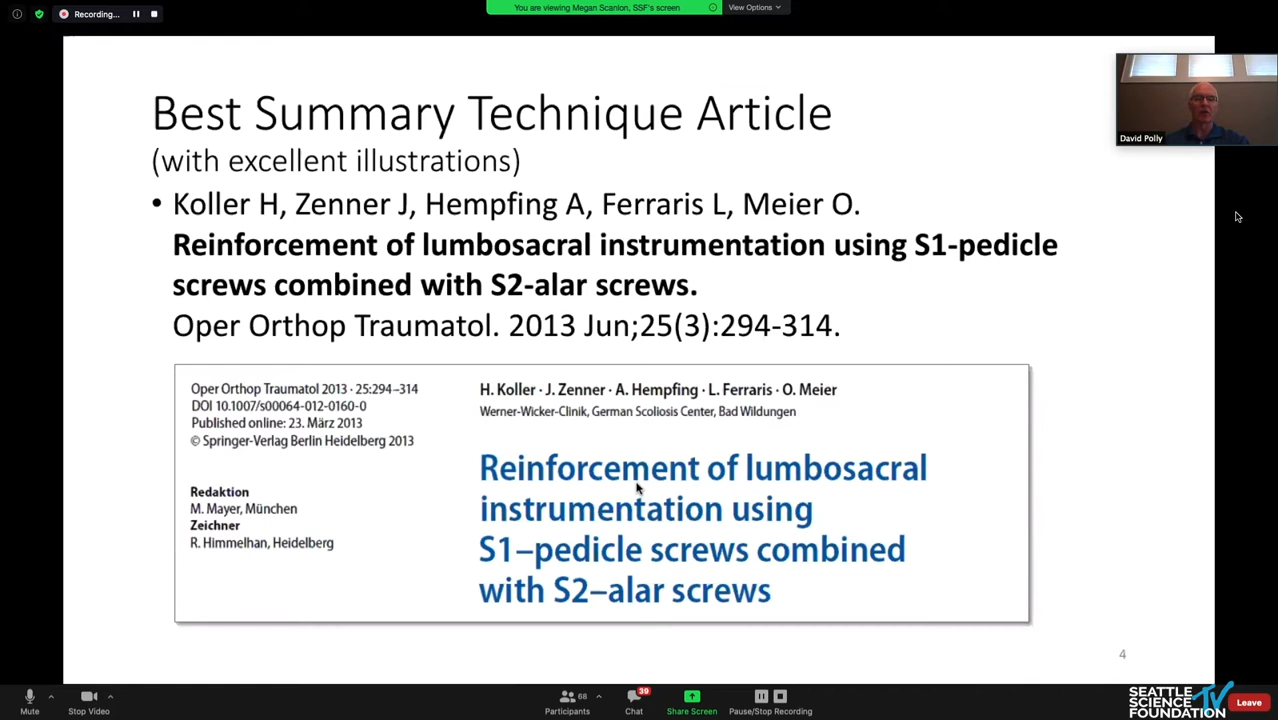 Recording...
You are viewing Megan Scanlon, SSF's screen
View Options
Best Summary Technique Article
(with excellent illustrations)
David Polly
• Koller H, Zenner J, Hempfing A, Ferraris L, Meier O.
Reinforcement of lumbosacral instrumentation using S1-pedicle
screws combined with S2-alar screws.
Oper Orthop Traumatol. 2013 Jun;25(3):294-314.
Oper Orthop Traumatol 2013 · 25:294–314
DOI 10.1007/s00064-012-0160-0
Published online: 23. März 2013
© Springer-Verlag Berlin Heidelberg 2013
Redaktion
M. Mayer, München
Zeichner
R. Himmelhan, Heidelberg
H. Koller · J. Zenner · A. Hempfing · L. Ferraris · O. Meier
Werner-Wicker-Clinik, German Scoliosis Center, Bad Wildungen
Reinforcement of lumbosacral
instrumentation using
S1–pedicle screws combined
with S2–alar screws
4
Mute
Stop Video
68
Participants
39
Chat
Share Screen
Pause/Stop Recording
SEATTLE
SCIENCE
FOUNDATION
TV
Leave